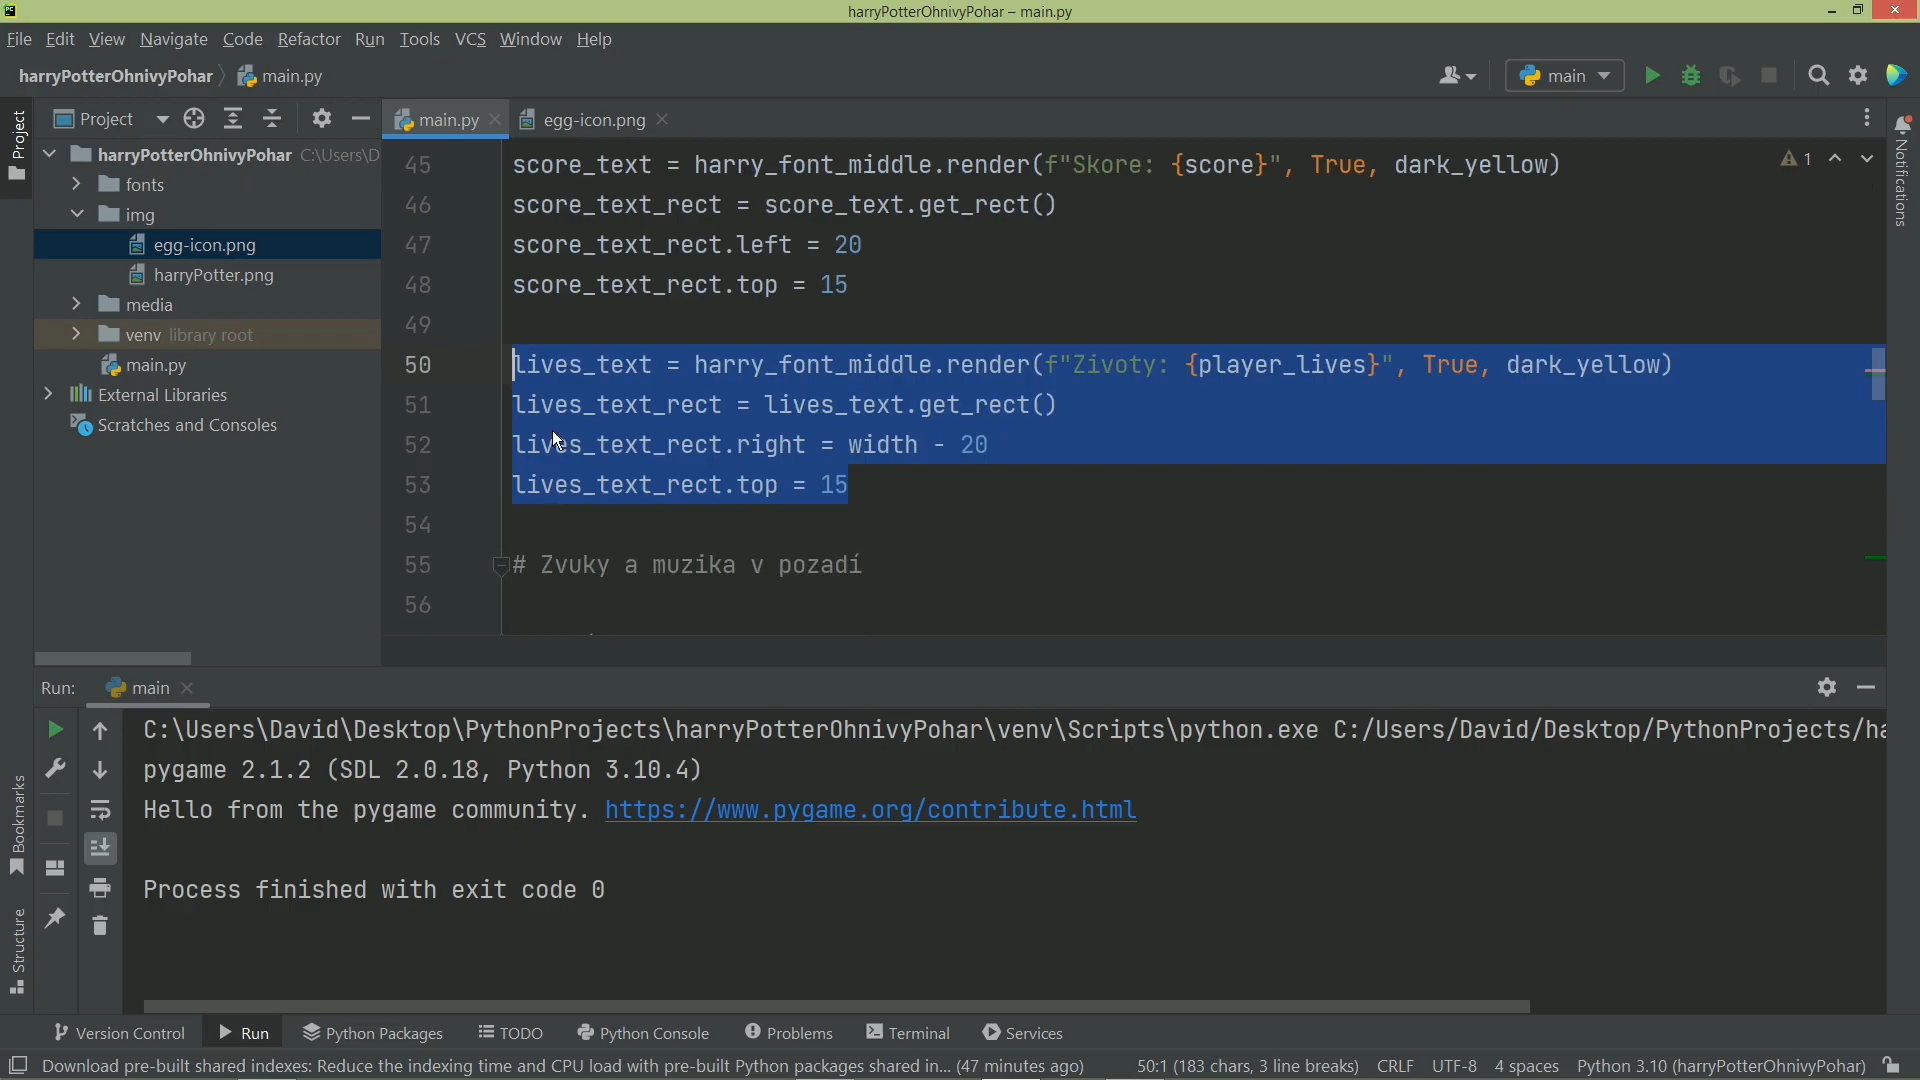 harryPotterOhnivyPohar – main.py
File Edit View Navigate Code Refactor Run Tools VCS Window Help
harryPotterOhnivyPohar main.py
main
Project
main.py
egg-icon.png
Project
harryPotterOhnivyPohar C:\Users\D
fonts
img
egg-icon.png
harryPotter.png
media
venv library root
main.py
External Libraries
Scratches and Consoles
45 score_text = harry_font_middle.render(f"Skore: {score}", True, dark_yellow)
46 score_text_rect = score_text.get_rect()
47 score_text_rect.left = 20
48 score_text_rect.top = 15
49
50 lives_text = harry_font_middle.render(f"Zivoty: {player_lives}", True, dark_yellow)
51 lives_text_rect = lives_text.get_rect()
52 lives_text_rect.right = width - 20
53 lives_text_rect.top = 15
54
55 # Zvuky a muzika v pozadí
56
1
Notifications
Run: main
C:\Users\David\Desktop\PythonProjects\harryPotterOhnivyPohar\venv\Scripts\python.exe C:/Users/David/Desktop/PythonProjects/ha
pygame 2.1.2 (SDL 2.0.18, Python 3.10.4)
Hello from the pygame community. https://www.pygame.org/contribute.html
Process finished with exit code 0
Bookmarks
Structure
Version Control Run Python Packages TODO Python Console Problems Terminal Services
Download pre-built shared indexes: Reduce the indexing time and CPU load with pre-built Python packages shared in... (47 minutes ago) 50:1 (183 chars, 3 line breaks) CRLF UTF-8 4 spaces Python 3.10 (harryPotterOhnivyPohar)